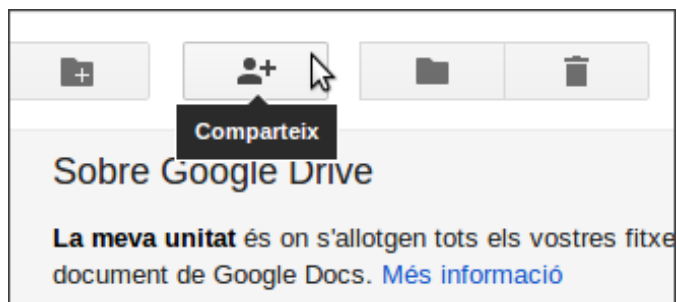 Comparteix
Sobre Google Drive
La meva unitat és on s'allotgen tots els vostres fitxe
document de Google Docs. Més informació